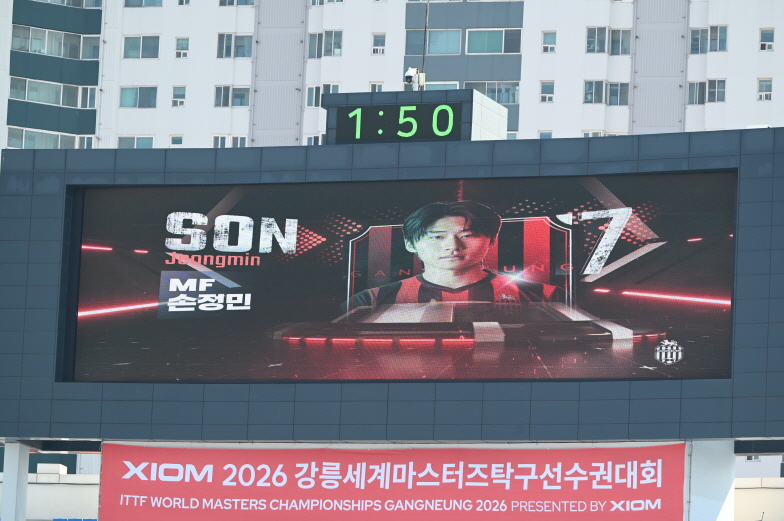 1:50
SON
Jeongmin
MF
손정민
7
GANGNEUNG
XIOM 2026 강릉세계마스터즈탁구선수권대회
ITTF WORLD MASTERS CHAMPIONSHIPS GANGNEUNG 2026 PRESENTED BY XIOM